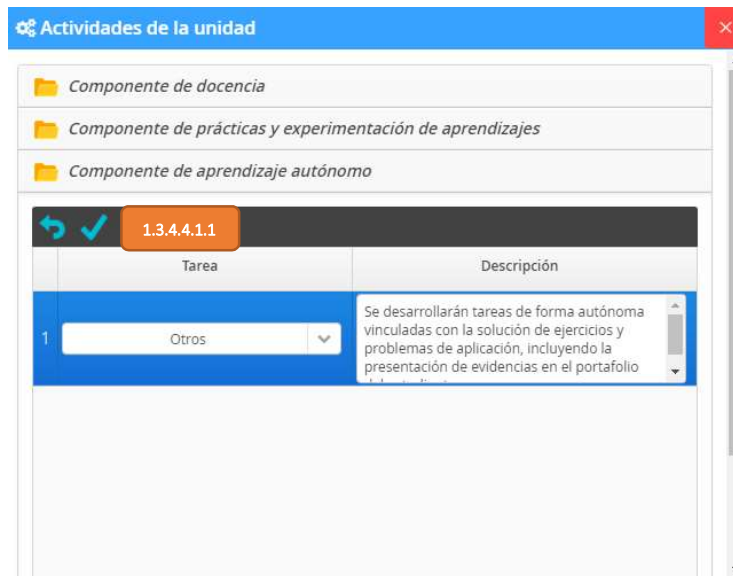 Actividades de la unidad
Componente de docencia
Componente de prácticas y experimentación de aprendizajes
Componente de aprendizaje autónomo
1.3.4.4.1.1
Tarea
Descripción
1
Otros
Se desarrollarán tareas de forma autónoma
vinculadas con la solución de ejercicios y
problemas de aplicación, incluyendo la
presentación de evidencias en el portafolio